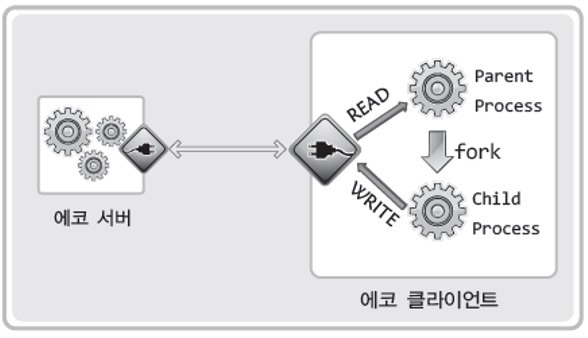 READ
Parent
Process
fork
WRITE
Child
Process
에코 서버
에코 클라이언트